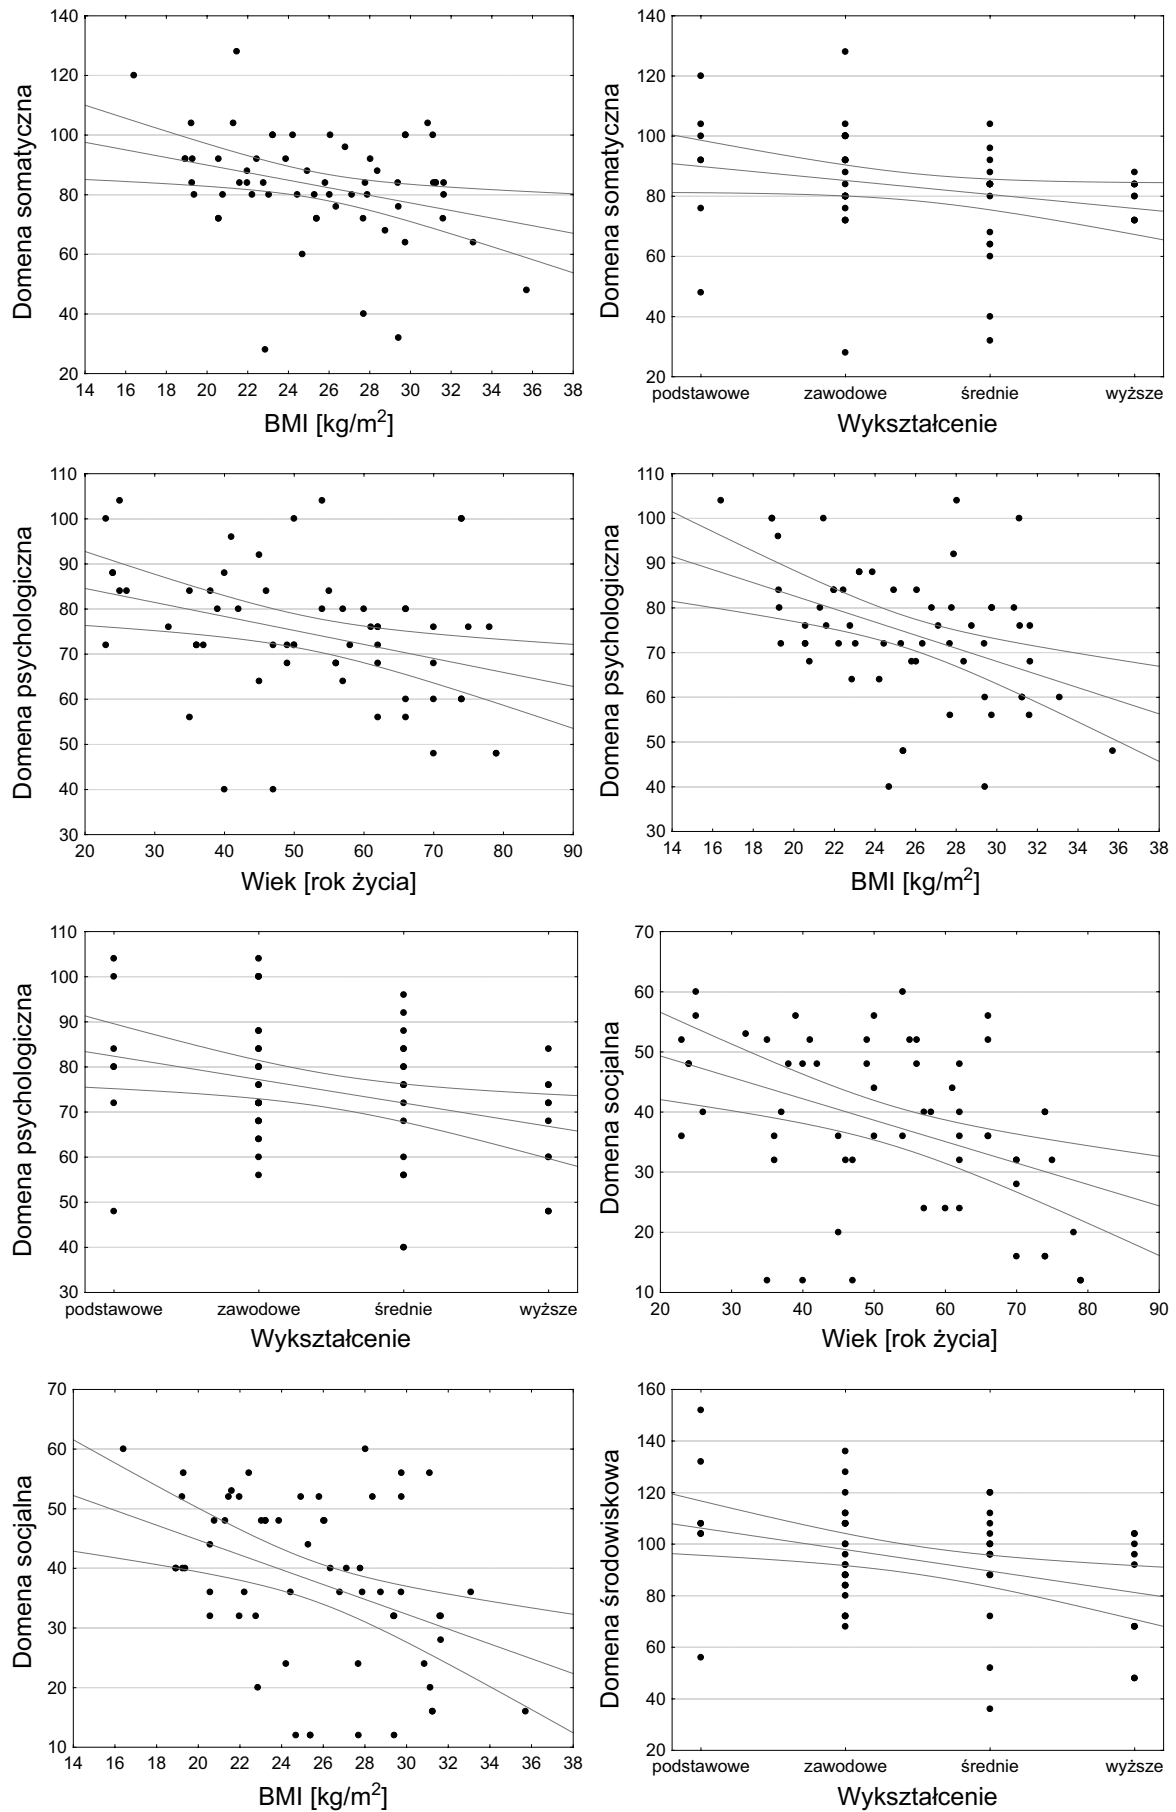 140
120
100
80
60
40
20
Domena somatyczna
14 16 18 20 22 24 26 28 30 32 34 36 38
BMI [kg/m²]
140
120
100
80
60
40
20
Domena somatyczna
podstawowe zawodowe średnie wyższe
Wykształcenie
110
100
90
80
70
60
50
40
30
Domena psychologiczna
20 30 40 50 60 70 80 90
Wiek [rok życia]
110
100
90
80
70
60
50
40
30
Domena psychologiczna
14 16 18 20 22 24 26 28 30 32 34 36 38
BMI [kg/m²]
110
100
90
80
70
60
50
40
30
Domena psychologiczna
podstawowe zawodowe średnie wyższe
Wykształcenie
70
60
50
40
30
20
10
Domena socjalna
20 30 40 50 60 70 80 90
Wiek [rok życia]
70
60
50
40
30
20
10
Domena socjalna
14 16 18 20 22 24 26 28 30 32 34 36 38
BMI [kg/m²]
160
140
120
100
80
60
40
20
Domena środowiskowa
podstawowe zawodowe średnie wyższe
Wykształcenie